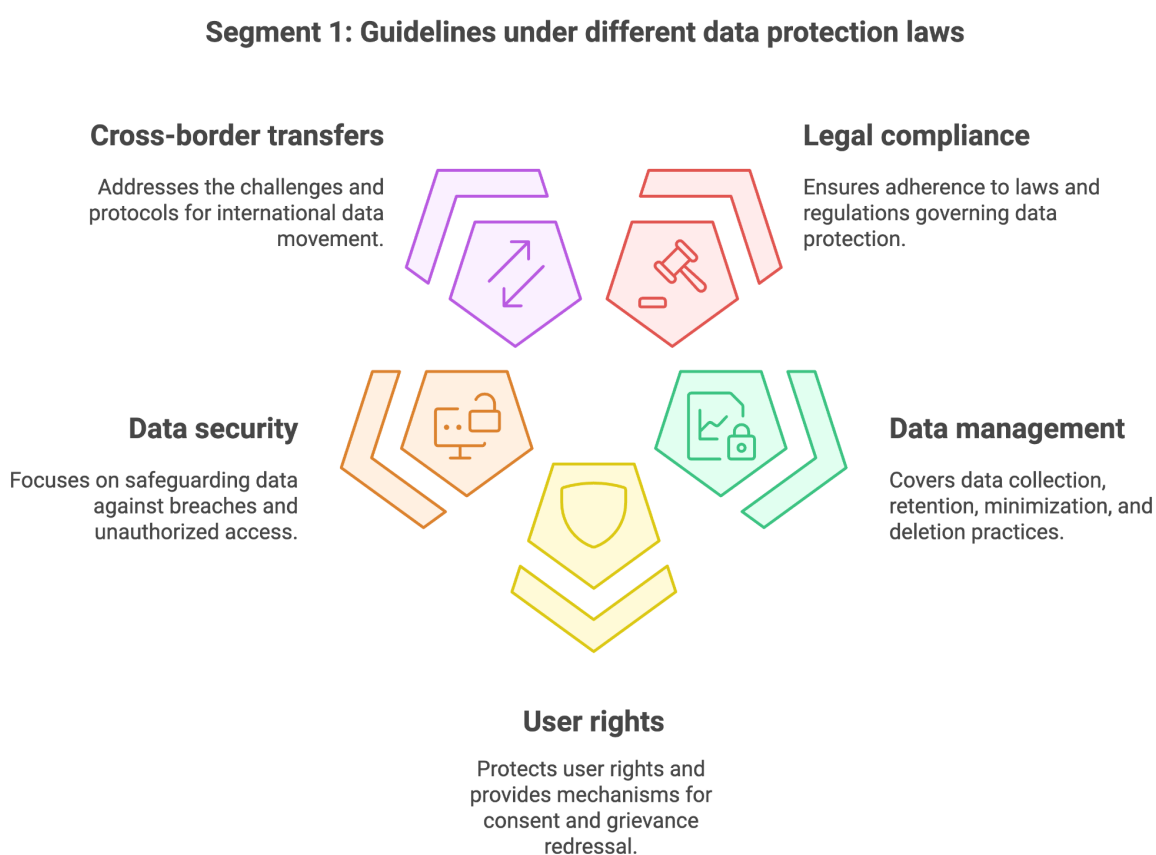 Segment 1: Guidelines under different data protection laws
Cross-border transfers
Addresses the challenges and
protocols for international data
movement.
Legal compliance
Ensures adherence to laws and
regulations governing data
protection.
Data security
Focuses on safeguarding data
against breaches and
unauthorized access.
Data management
Covers data collection,
retention, minimization, and
deletion practices.
User rights
Protects user rights and
provides mechanisms for
consent and grievance
redressal.